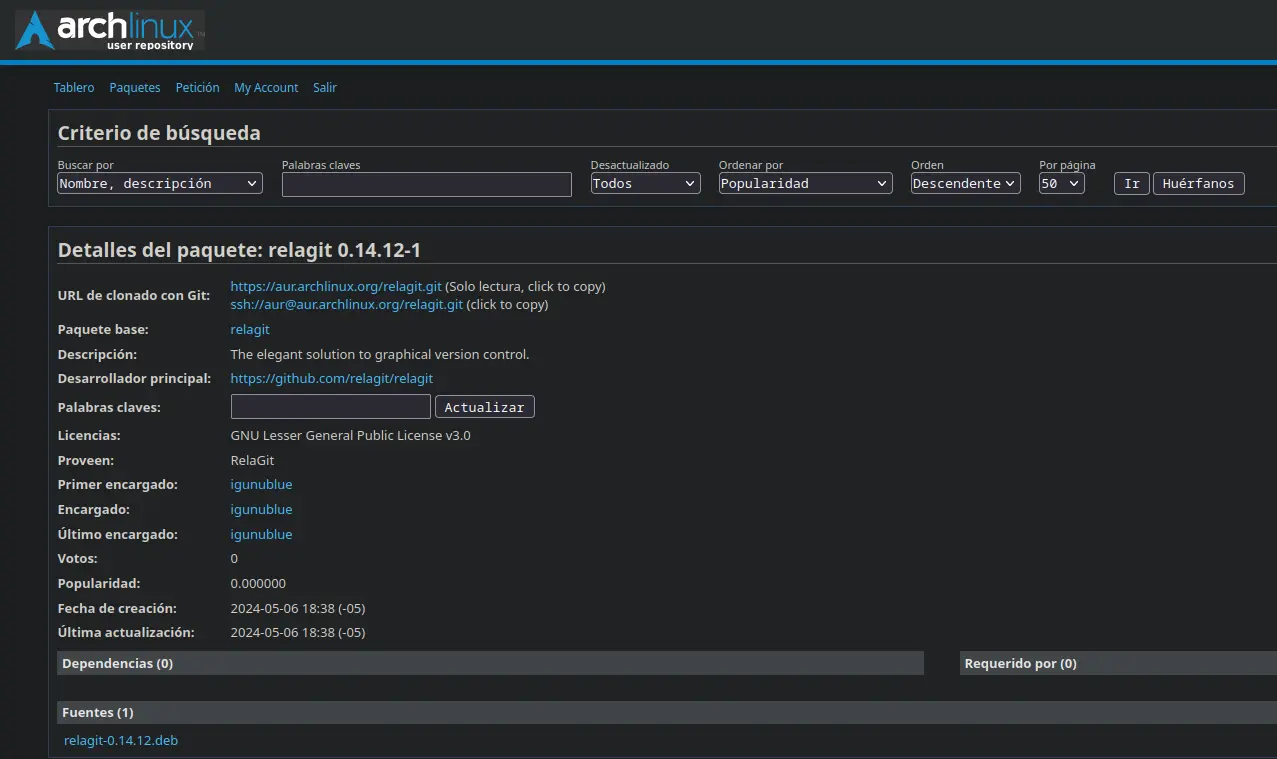 archlinux™
user repository
Tablero Paquetes Petición My Account Salir
Criterio de búsqueda
Buscar por Palabras claves Desactualizado Ordenar por Orden Por página
Nombre, descripción Todos Popularidad Descendente 50 Ir Huérfanos
Detalles del paquete: relagit 0.14.12-1
URL de clonado con Git: https://aur.archlinux.org/relagit.git (Solo lectura, click to copy)
ssh://aur@aur.archlinux.org/relagit.git (click to copy)
Paquete base: relagit
Descripción: The elegant solution to graphical version control.
Desarrollador principal: https://github.com/relagit/relagit
Palabras claves: Actualizar
Licencias: GNU Lesser General Public License v3.0
Proveen: RelaGit
Primer encargado: igunublue
Encargado: igunublue
Último encargado: igunublue
Votos: 0
Popularidad: 0.000000
Fecha de creación: 2024-05-06 18:38 (-05)
Última actualización: 2024-05-06 18:38 (-05)
Dependencias (0) Requerido por (0)
Fuentes (1)
relagit-0.14.12.deb